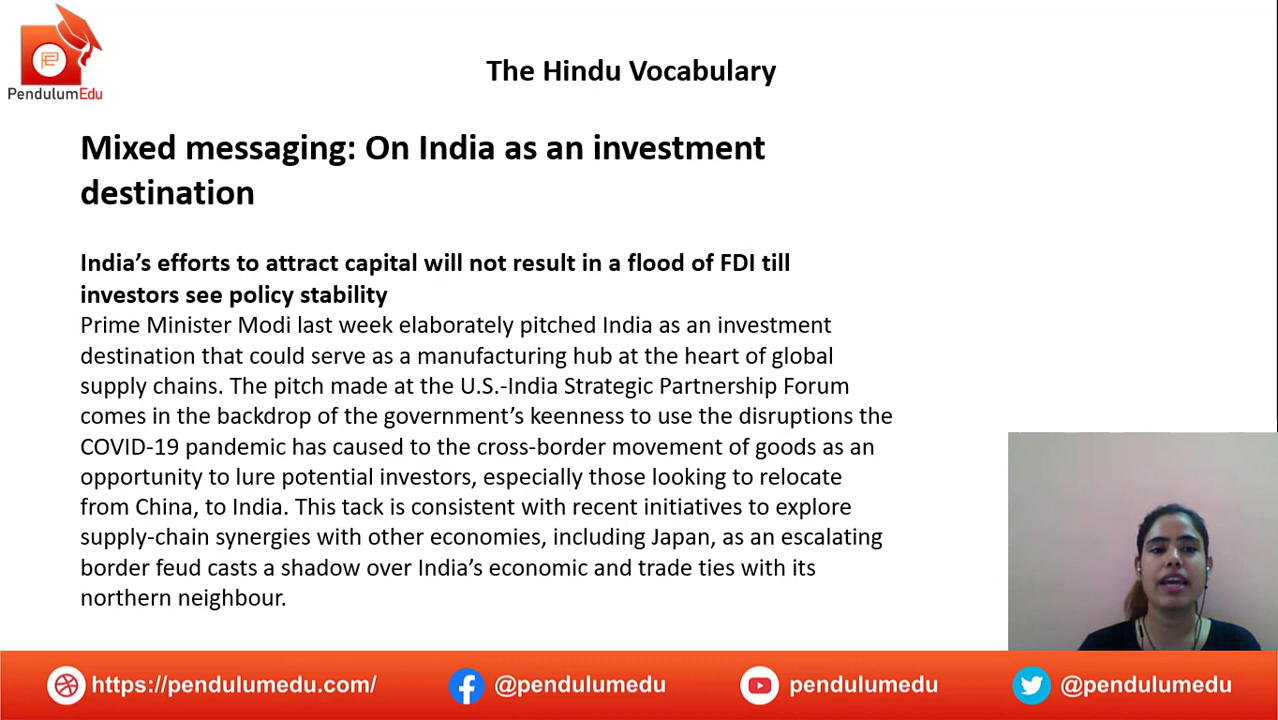 PendulumEdu
The Hindu Vocabulary
Mixed messaging: On India as an investment
destination
India’s efforts to attract capital will not result in a flood of FDI till
investors see policy stability
Prime Minister Modi last week elaborately pitched India as an investment
destination that could serve as a manufacturing hub at the heart of global
supply chains. The pitch made at the U.S.-India Strategic Partnership Forum
comes in the backdrop of the government’s keenness to use the disruptions the
COVID-19 pandemic has caused to the cross-border movement of goods as an
opportunity to lure potential investors, especially those looking to relocate
from China, to India. This tack is consistent with recent initiatives to explore
supply-chain synergies with other economies, including Japan, as an escalating
border feud casts a shadow over India’s economic and trade ties with its
northern neighbour.
https://pendulumedu.com/ @pendulumedu pendulumedu @pendulumedu